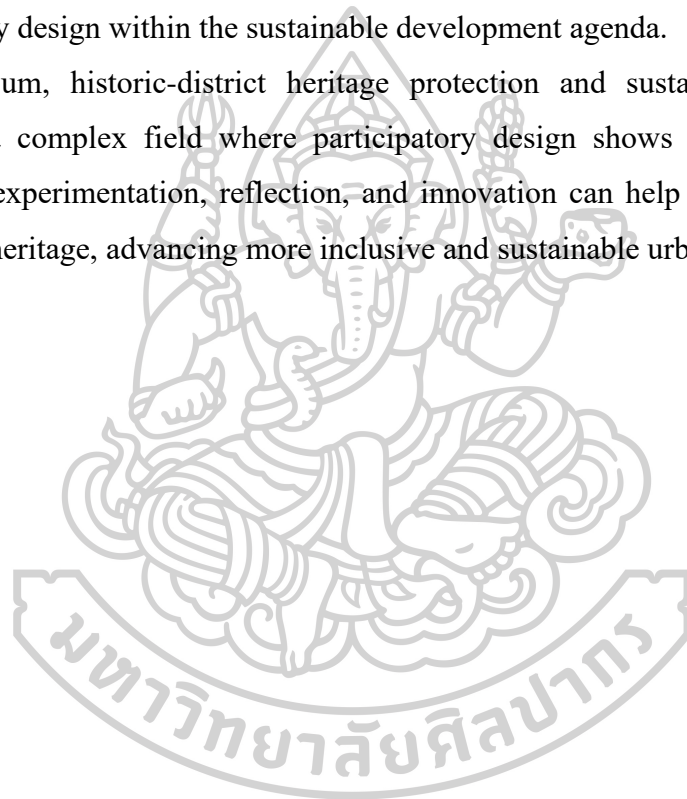 y design within the sustainable development agenda.
um, historic-district heritage protection and susta
complex field where participatory design shows
experimentation, reflection, and innovation can help
heritage, advancing more inclusive and sustainable urb
มหาวิทยาลัยศิลปากร